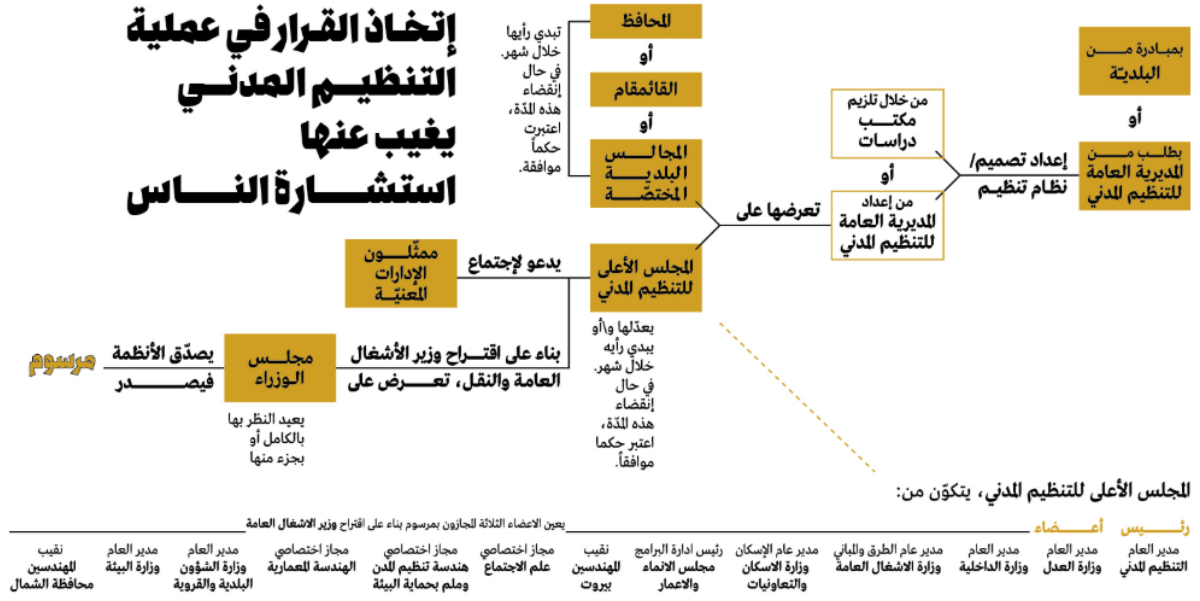 إتخاذ القرار في عملية
التنظيم المدني
يغيب عنها
استشارة الناس
بمبادرة من
البلديّة
أو
بطلب من
المديرية العامة
للتنظيم المدني
إعداد تصميم/
نظام تنظيم
من خلال تلزيم
مكتب
دراسات
أو
من إعداد
المديرية العامة
للتنظيم المدني
تعرضها على
المحافظ
أو
القائمقام
أو
المجالس
البلدية
المختصّة
تبدي رأيها
خلال شهر.
في حال
إنقضاء
هذه المدّة،
اعتبرت
حكماً
موافقة.
المجلس الأعلى
للتنظيم المدني
يعدّلها و\أو
يبدي رأيه
خلال شهر.
في حال
إنقضاء
هذه المدّة،
اعتبر حكما
موافقاً.
يدعو لإجتماع
ممثّلون
الإدارات
المعنيّة
بناء على اقتراح وزير الأشغال
العامة والنقل، تعرض على
مجلس
الوزراء
يعيد النظر بها
بالكامل أو
بجزء منها
يصدّق الأنظمة
فيصدر
مرسوم
المجلس الأعلى للتنظيم المدني، يتكوّن من:
رئيس
أعضاء
يعين الاعضاء الثلاثة المجازون بمرسوم بناء على اقتراح وزير الاشغال العامة
مدير العام
التنظيم المدني
مدير العام
وزارة العدل
مدير العام
وزارة الداخلية
مدير عام الطرق والمباني
وزارة الاشغال العامة
مدير عام الإسكان
وزارة الاسكان
والتعاونيات
رئيس ادارة البرامج
مجلس الانماء
والاعمار
نقيب
المهندسين
بيروت
مجاز اختصاصي
علم الاجتماع
مجاز اختصاصي
هندسة تنظيم المدن
وملم بحماية البيئة
مجاز اختصاصي
الهندسة المعمارية
مدير العام
وزارة الشؤون
البلدية والقروية
مدير العام
وزارة البيئة
نقيب
المهندسين
محافظة الشمال